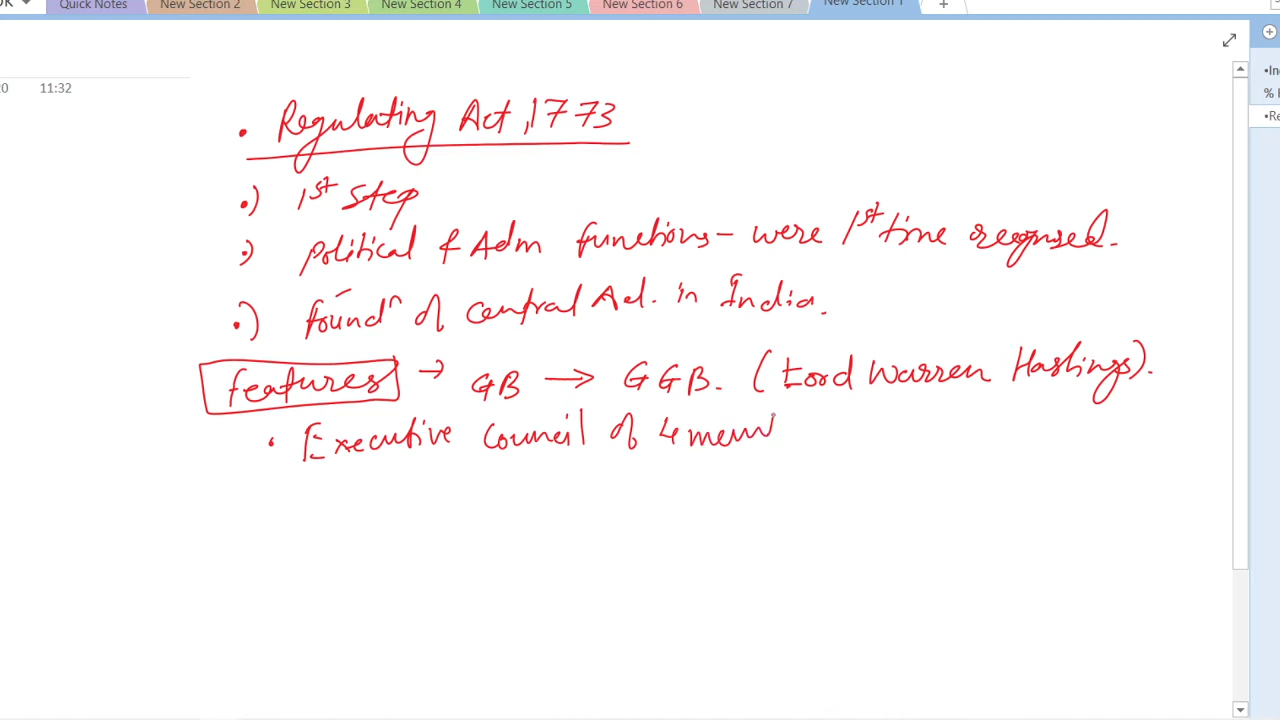 Quick Notes New Section 2 New Section 3 New Section 4 New Section 5 New Section 6 New Section 7 New Section 1 +
11:32
• Regulating Act, 1773
•) 1st Step
•) Political & Adm functions – were 1st time recognised.
•) foundn of central Ad. in India.
features → GB → GGB. (Lord Warren Hastings).
• Executive Council of 4 mem